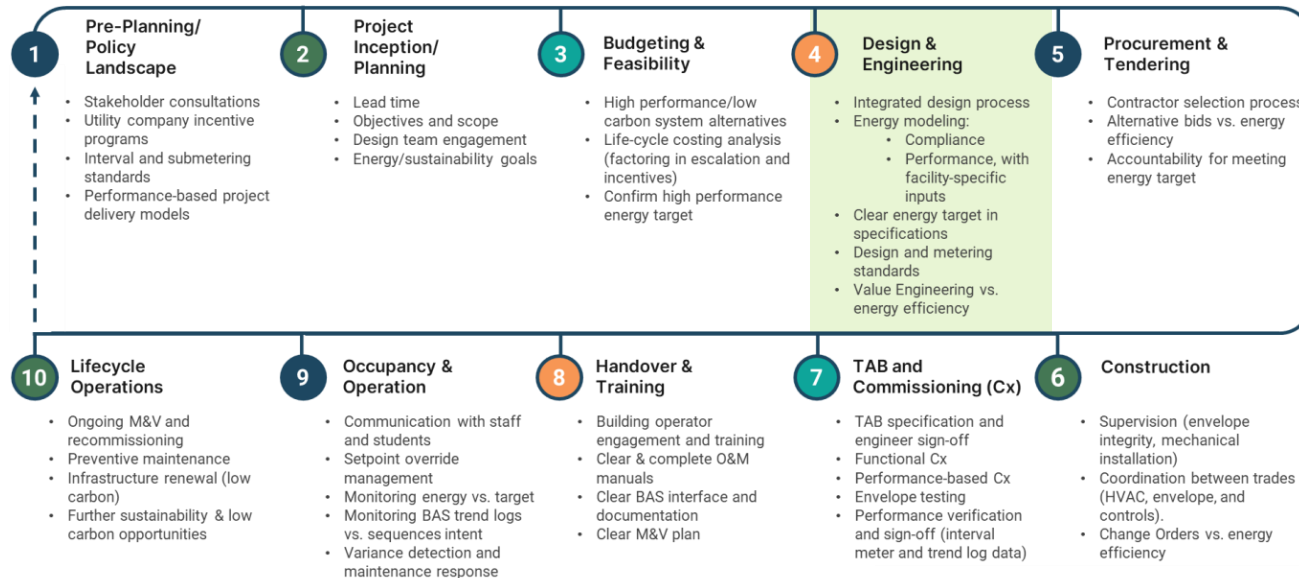 1
Pre-Planning/
Policy
Landscape
• Stakeholder consultations
• Utility company incentive
programs
• Interval and submetering
standards
• Performance-based project
delivery models
2
Project
Inception/
Planning
• Lead time
• Objectives and scope
• Design team engagement
• Energy/sustainability goals
3
Budgeting &
Feasibility
• High performance/low
carbon system alternatives
• Life-cycle costing analysis
(factoring in escalation and
incentives)
• Confirm high performance
energy target
4
Design &
Engineering
• Integrated design process
• Energy modeling:
• Compliance
• Performance, with
facility-specific
inputs
• Clear energy target in
specifications
• Design and metering
standards
• Value Engineering vs.
energy efficiency
5
Procurement &
Tendering
• Contractor selection process
• Alternative bids vs. energy
efficiency
• Accountability for meeting
energy target
10
Lifecycle
Operations
• Ongoing M&V and
recommissioning
• Preventive maintenance
• Infrastructure renewal (low
carbon)
• Further sustainability & low
carbon opportunities
9
Occupancy &
Operation
• Communication with staff
and students
• Setpoint override
management
• Monitoring energy vs. target
• Monitoring BAS trend logs
vs. sequences intent
• Variance detection and
maintenance response
8
Handover &
Training
• Building operator
engagement and training
• Clear & complete O&M
manuals
• Clear BAS interface and
documentation
• Clear M&V plan
7
TAB and
Commissioning (Cx)
• TAB specification and
engineer sign-off
• Functional Cx
• Performance-based Cx
• Envelope testing
• Performance verification
and sign-off (interval
meter and trend log data)
6
Construction
• Supervision (envelope
integrity, mechanical
installation)
• Coordination between trades
(HVAC, envelope, and
controls).
• Change Orders vs. energy
efficiency